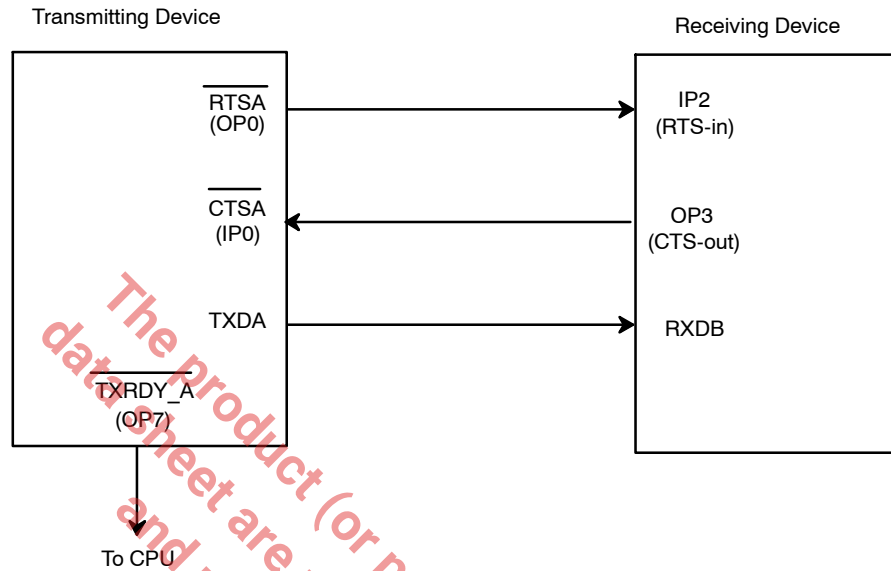 Transmitting Device
Receiving Device
RTSA
(OP0)
IP2
(RTS-in)
CTSA
(IP0)
OP3
(CTS-out)
TXDA
RXDB
TXRDY_A
(OP7)
To CPU
The product (or p
data sheet are
and